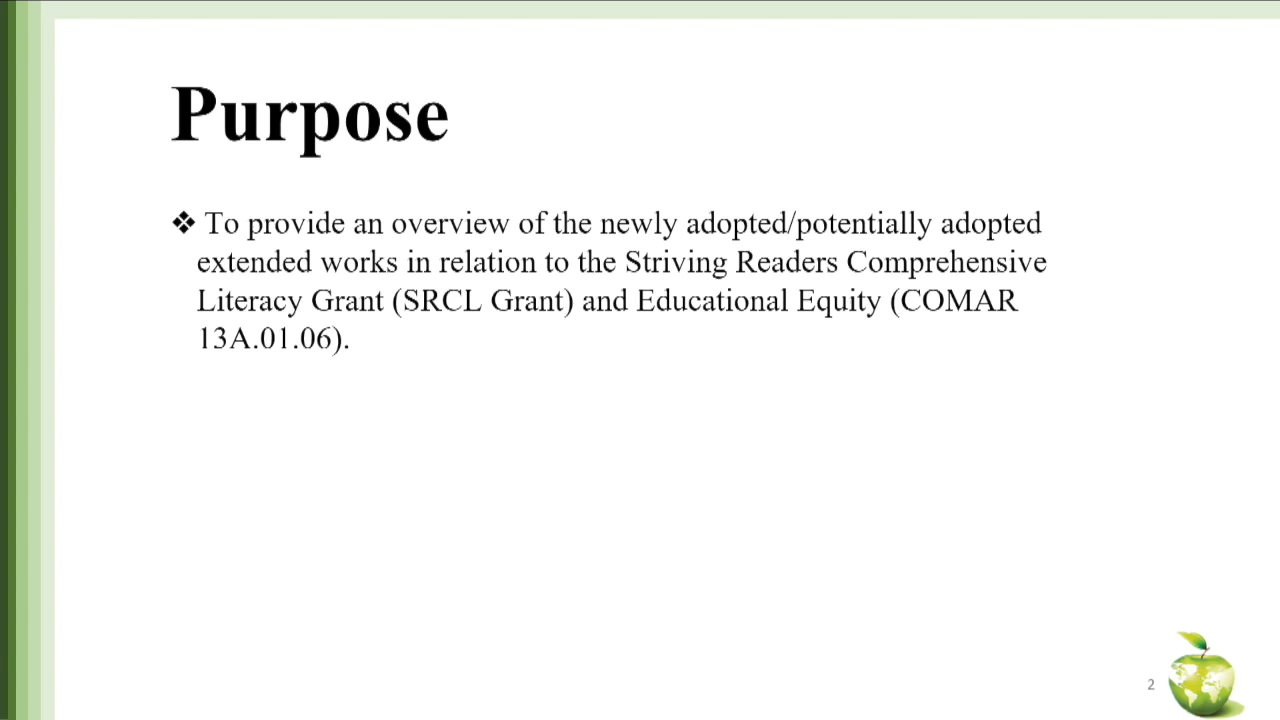 Purpose
❖ To provide an overview of the newly adopted/potentially adopted
extended works in relation to the Striving Readers Comprehensive
Literacy Grant (SRCL Grant) and Educational Equity (COMAR
13A.01.06).
2